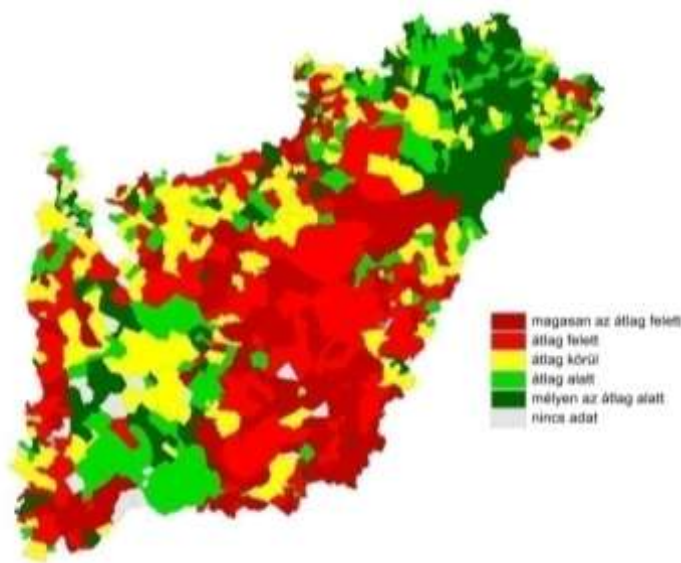 magasan az átlag felett
átlag felett
átlag körül
átlag alatt
mélyen az átlag alatt
nincs adat